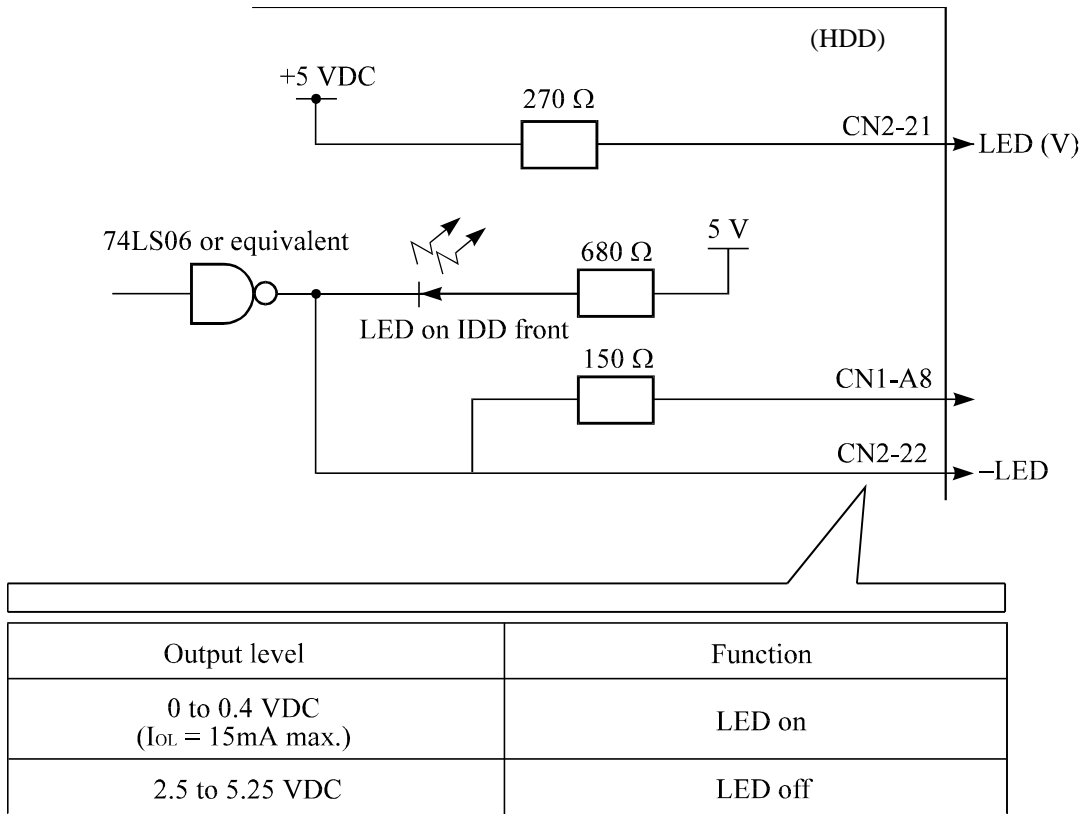 (HDD)
+5 VDC
270 Ω
CN2-21
LED (V)
74LS06 or equivalent
5 V
680 Ω
LED on IDD front
150 Ω
CN1-A8
CN2-22
–LED
Output level
Function
0 to 0.4 VDC
(IOL = 15mA max.)
LED on
2.5 to 5.25 VDC
LED off